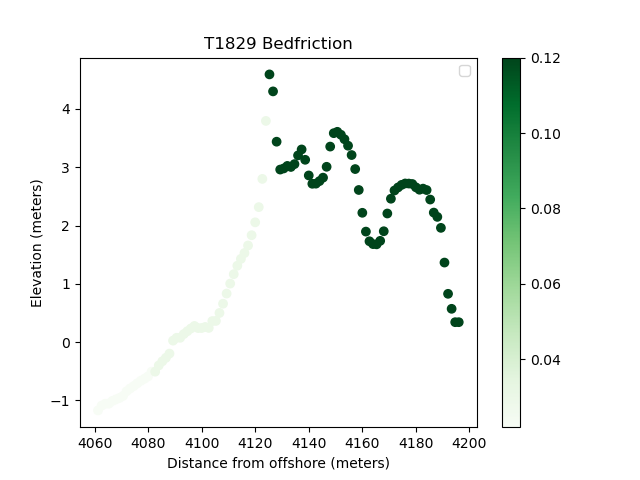 T1829 Bedfriction
Elevation (meters)
4
3
2
1
0
−1
4060 4080 4100 4120 4140 4160 4180 4200
Distance from offshore (meters)
0.12
0.10
0.08
0.06
0.04